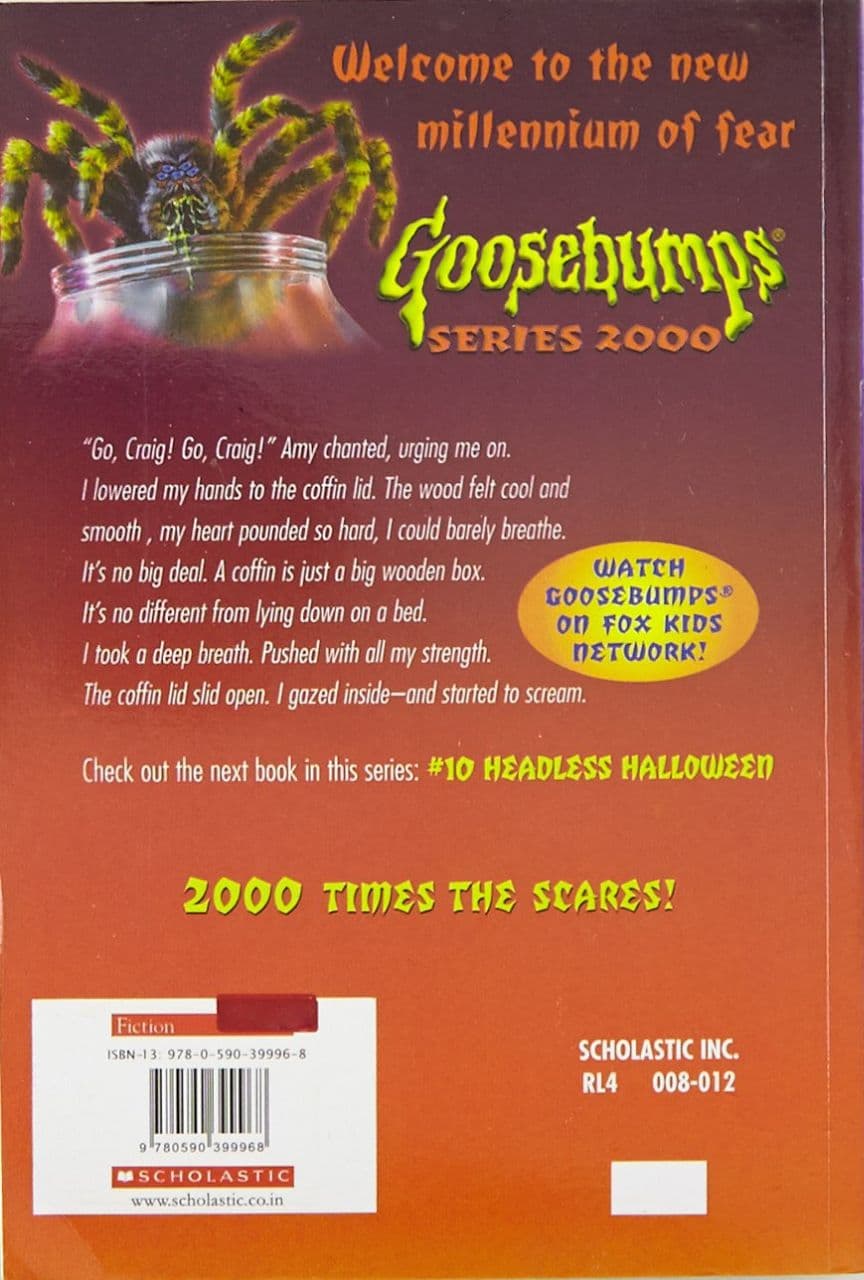 Welcome to the new
millennium of fear
Goosebumps®
SERIES 2000
“Go, Craig! Go, Craig!” Amy chanted, urging me on.
I lowered my hands to the coffin lid. The wood felt cool and
smooth , my heart pounded so hard, I could barely breathe.
It’s no big deal. A coffin is just a big wooden box.
It’s no different from lying down on a bed.
I took a deep breath. Pushed with all my strength.
The coffin lid slid open. I gazed inside—and started to scream.
WATCH
GOOSEBUMPS®
ON FOX KIDS
NETWORK!
Check out the next book in this series: #10 HEADLESS HALLOWEEN
2000 TIMES THE SCARES!
Fiction
ISBN-13: 978-0-590-39996-8
9 780590 399968
SCHOLASTIC
www.scholastic.co.in
SCHOLASTIC INC.
RL4 008-012